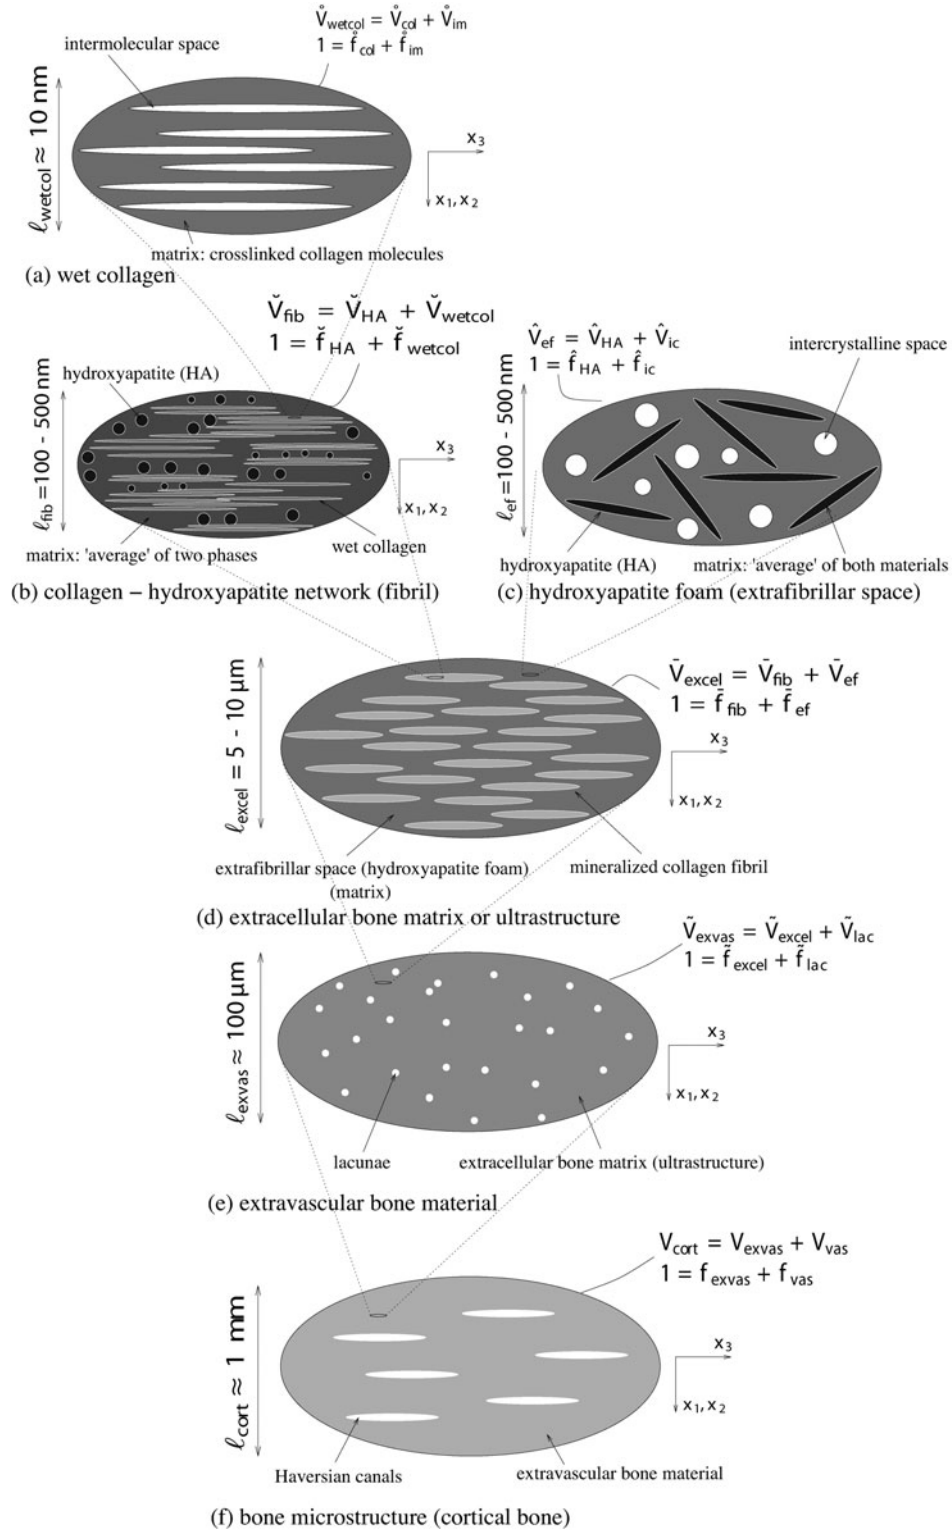 V̊wetcol = V̊col + V̊im
1 = f̊col + f̊im
intermolecular space
ℓwetcol ≈ 10 nm
x3
x1, x2
matrix: crosslinked collagen molecules
(a) wet collagen
V̆fib = V̆HA + V̆wetcol
1 = f̆HA + f̆wetcol
hydroxyapatite (HA)
ℓfib = 100 - 500 nm
x3
x1, x2
wet collagen
matrix: 'average' of two phases
(b) collagen – hydroxyapatite network (fibril)
V̂ef = V̂HA + V̂ic
1 = f̂HA + f̂ic
intercrystalline space
ℓef = 100 - 500 nm
hydroxyapatite (HA)
matrix: 'average' of both materials
(c) hydroxyapatite foam (extrafibrillar space)
V̄excel = V̄fib + V̄ef
1 = f̄fib + f̄ef
ℓexcel = 5 - 10 µm
x3
x1, x2
extrafibrillar space (hydroxyapatite foam)
(matrix)
mineralized collagen fibril
(d) extracellular bone matrix or ultrastructure
Ṽexvas = Ṽexcel + Ṽlac
1 = f̃excel + f̃lac
ℓexvas ≈ 100 µm
x3
x1, x2
lacunae
extracellular bone matrix (ultrastructure)
(e) extravascular bone material
Vcort = Vexvas + Vvas
1 = fexvas + fvas
ℓcort ≈ 1 mm
x3
x1, x2
Haversian canals
extravascular bone material
(f) bone microstructure (cortical bone)